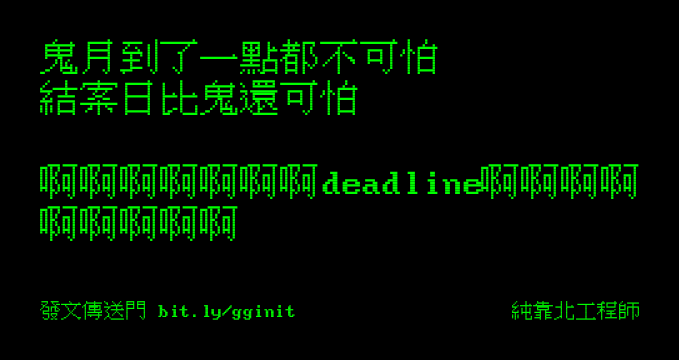 鬼月到了一點都不可怕
結案日比鬼還可怕
啊啊啊啊啊啊啊deadline啊啊啊啊
啊啊啊啊啊
發文傳送門 bit.ly/gginit
純靠北工程師